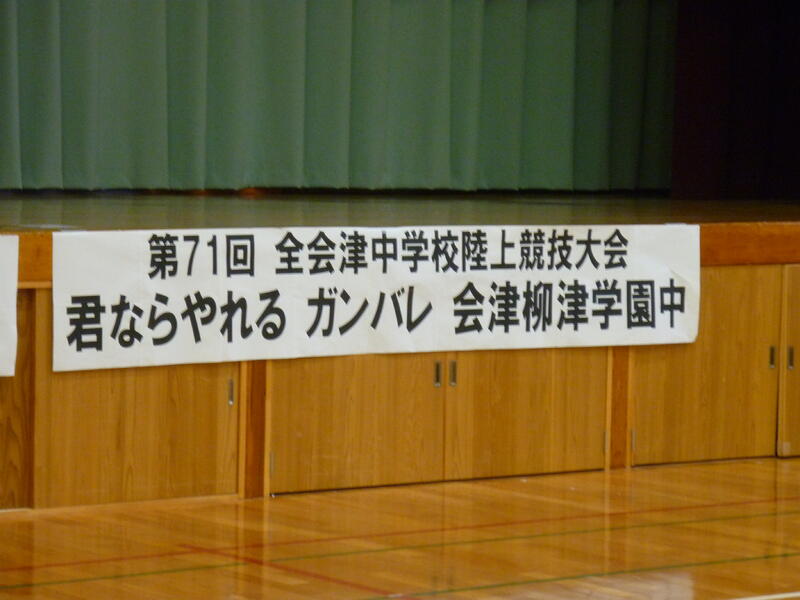 第71回 全会津中学校陸上競技大会
君ならやれる ガンバレ 会津柳津学園中